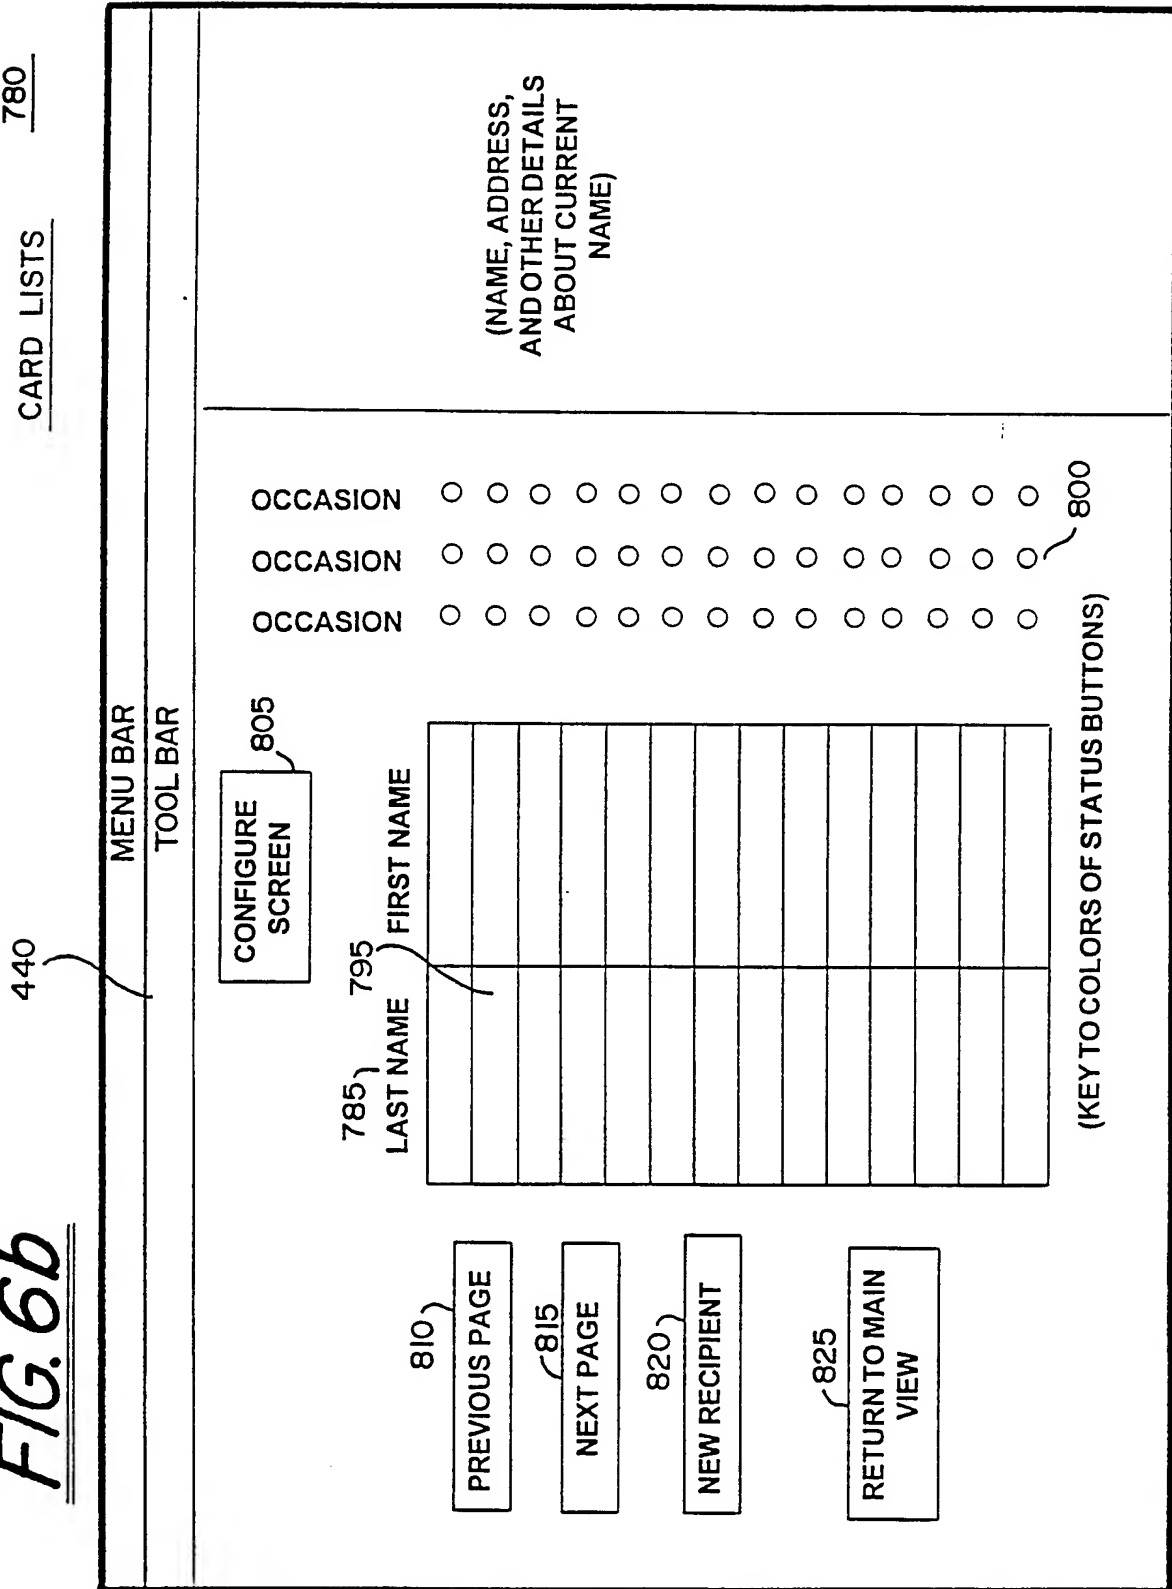 FIG. 6b
440
CARD LISTS
780
MENU BAR
TOOL BAR
CONFIGURE
SCREEN
805
785
795
LAST NAME
FIRST NAME
OCCASION
OCCASION
OCCASION
810
PREVIOUS PAGE
815
NEXT PAGE
820
NEW RECIPIENT
825
RETURN TO MAIN
VIEW
(NAME, ADDRESS,
AND OTHER DETAILS
ABOUT CURRENT
NAME)
800
(KEY TO COLORS OF STATUS BUTTONS)